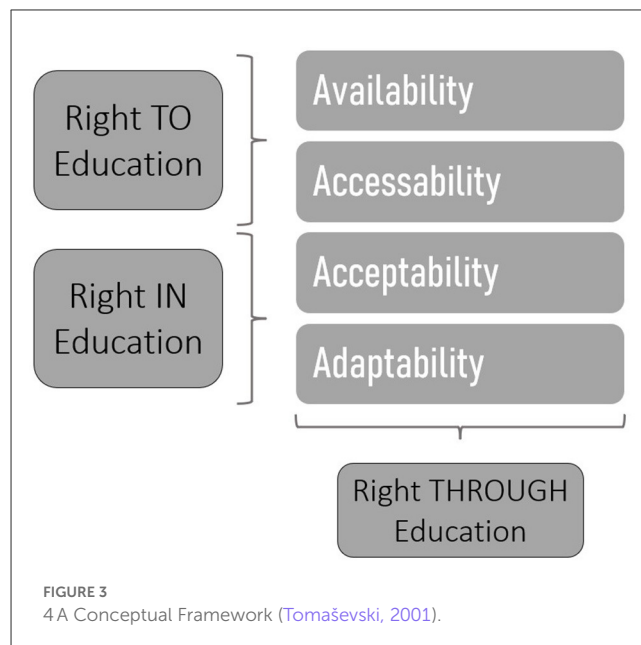 Right TO
Education
Availability
Accessability
Right IN
Education
Acceptability
Adaptability
Right THROUGH
Education
FIGURE 3
4 A Conceptual Framework (Tomaševski, 2001).